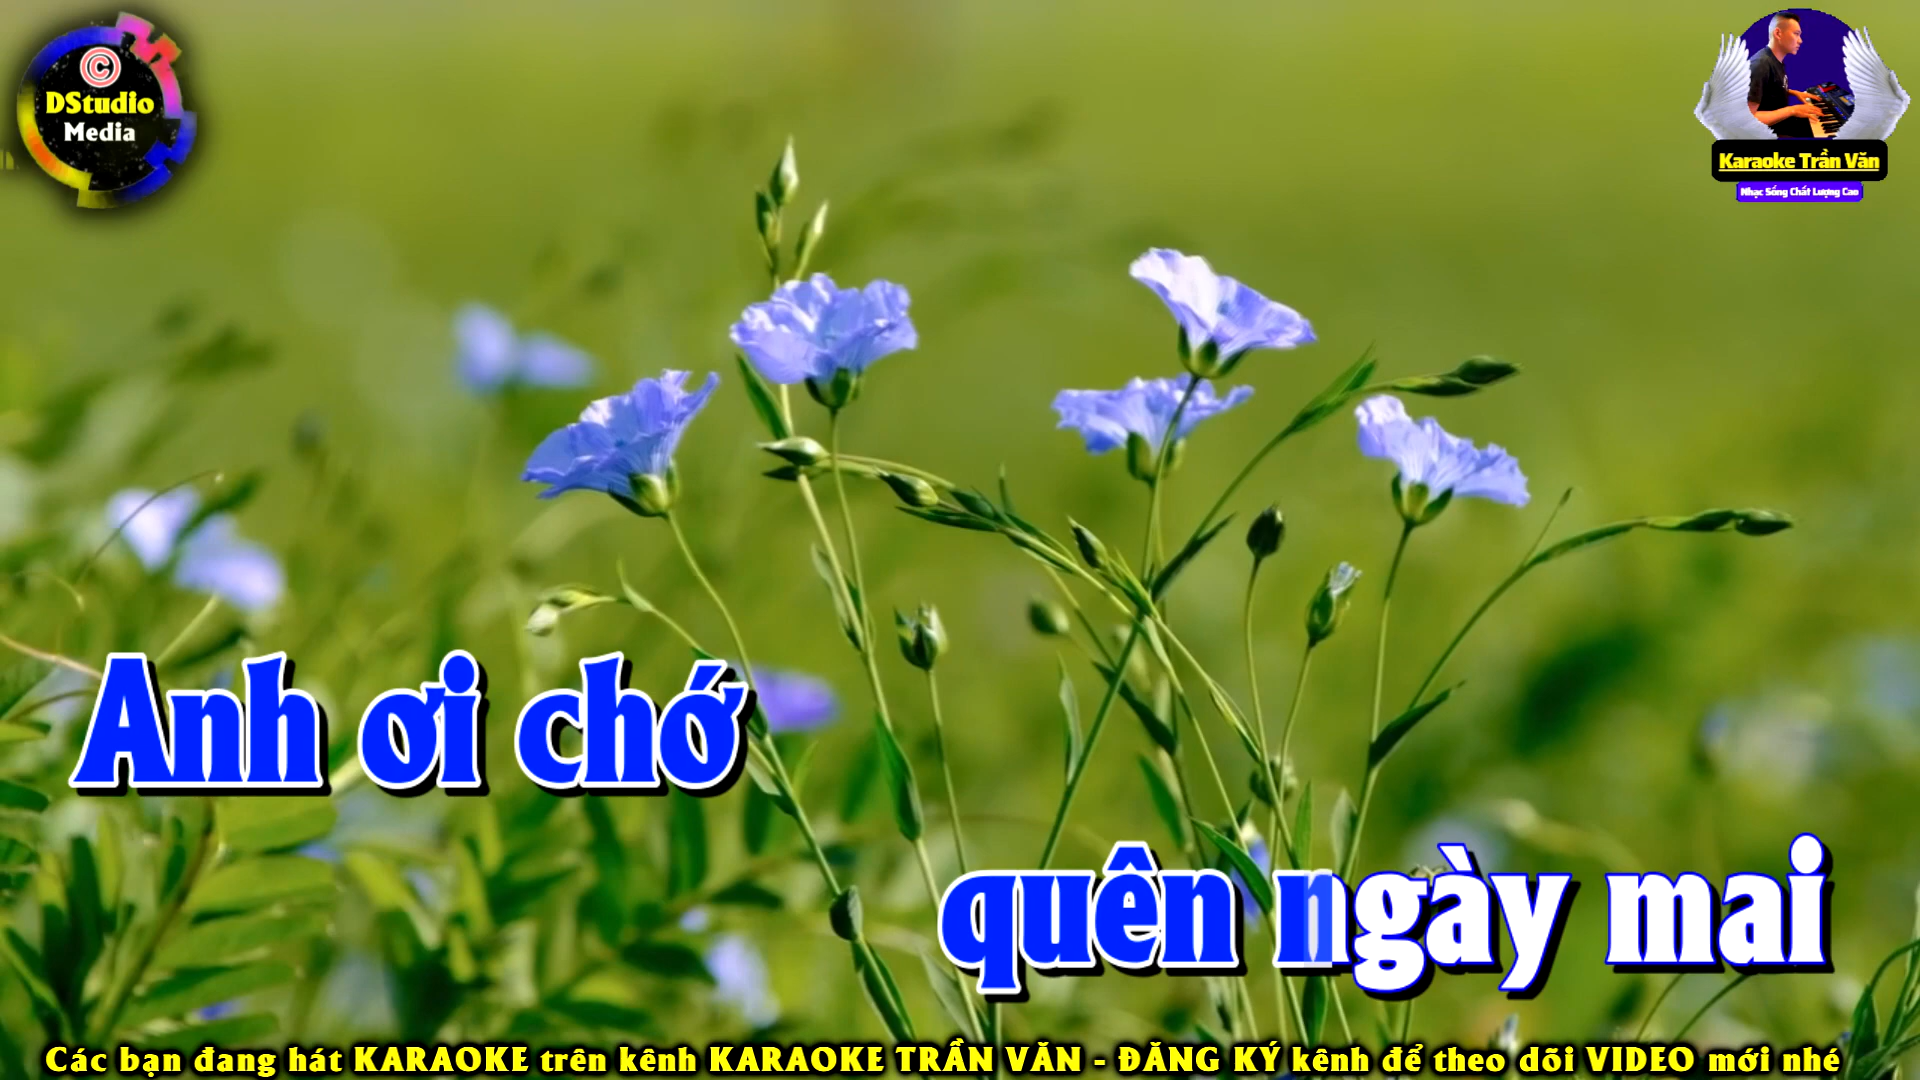 ©
DStudio
Media
Karaoke Trần Văn
Nhạc Sống Chất Lượng Cao
Anh ơi chớ
quên ngày mai
Các bạn đang hát KARAOKE trên kênh KARAOKE TRẦN VĂN - ĐĂNG KÝ kênh để theo dõi VIDEO mới nhé